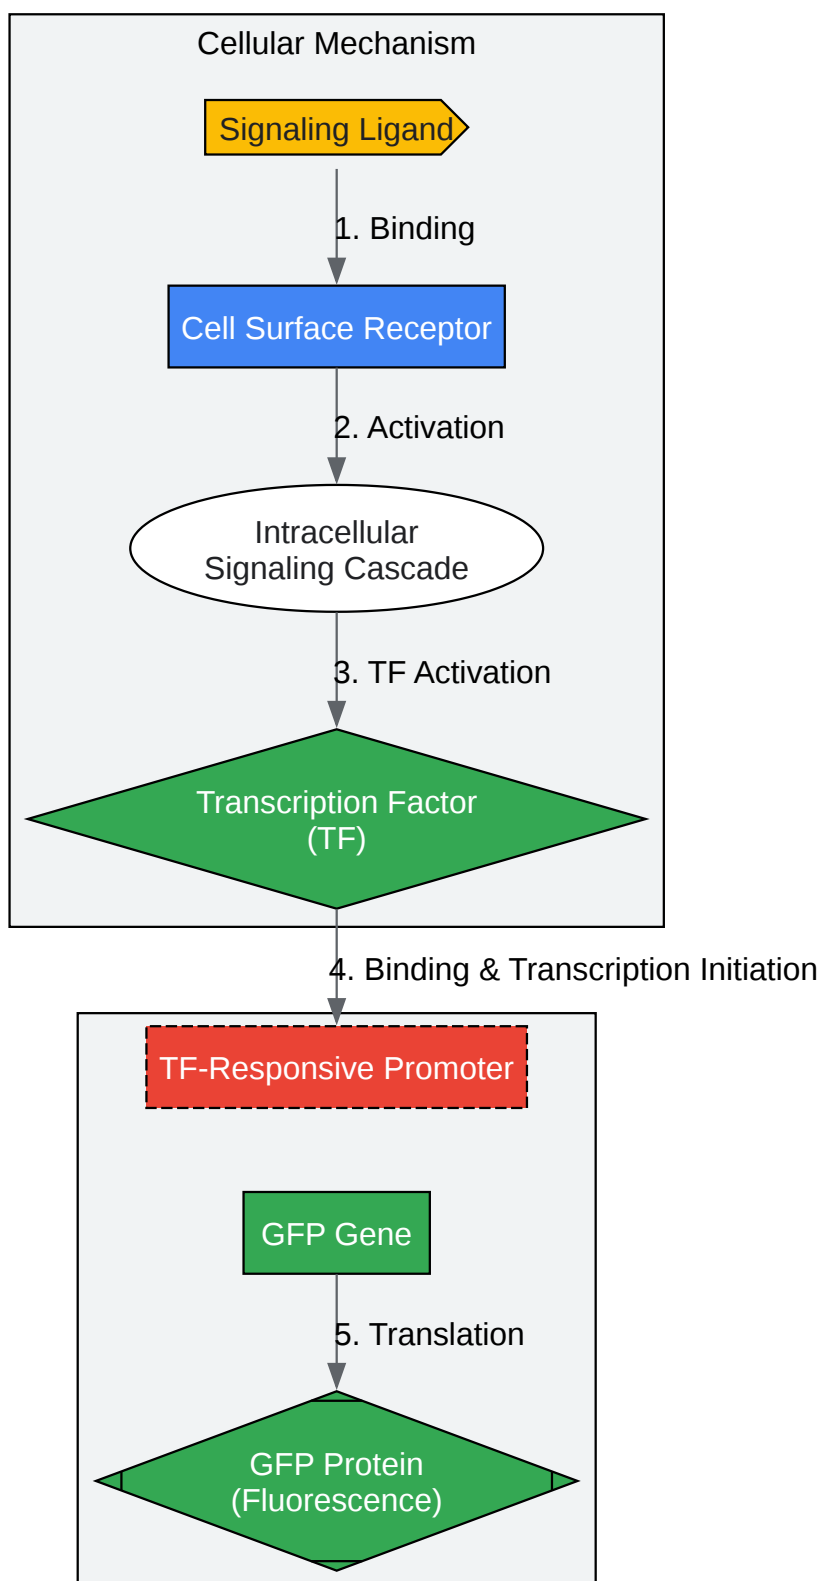 Cellular Mechanism
Signaling Ligand
1. Binding
Cell Surface Receptor
2. Activation
Intracellular
Signaling Cascade
3. TF Activation
Transcription Factor
(TF)
4. Binding & Transcription Initiation
TF-Responsive Promoter
GFP Gene
5. Translation
GFP Protein
(Fluorescence)